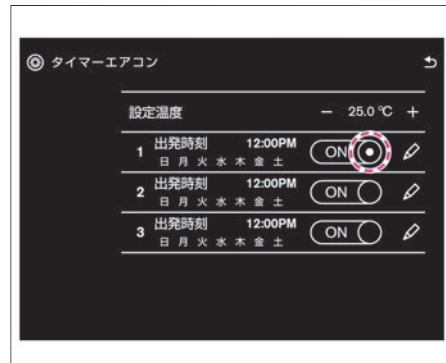 タイマーエアコン
設定温度 − 25.0 ℃ +
1 出発時刻 12:00PM ON
日 月 火 水 木 金 土
2 出発時刻 12:00PM ON
日 月 火 水 木 金 土
3 出発時刻 12:00PM ON
日 月 火 水 木 金 土